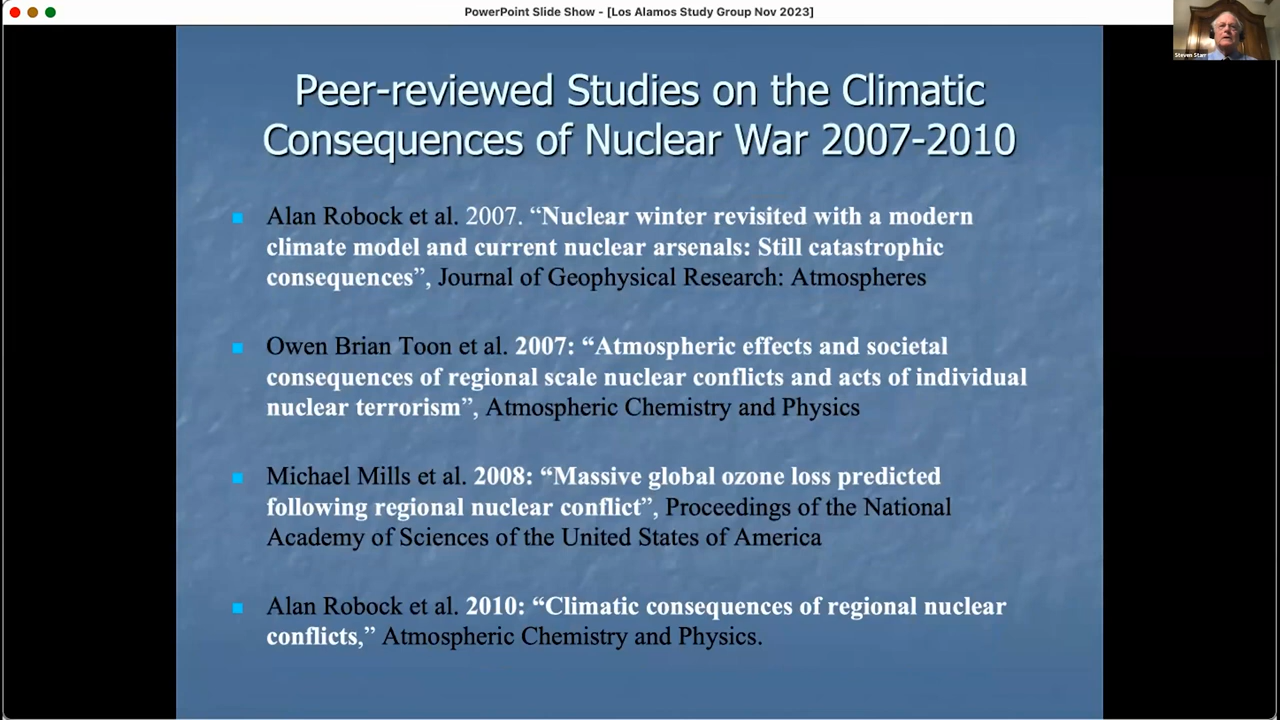 PowerPoint Slide Show - [Los Alamos Study Group Nov 2023]
Steven Starr
Peer-reviewed Studies on the Climatic
Consequences of Nuclear War 2007-2010
Alan Robock et al. 2007. “Nuclear winter revisited with a modern
climate model and current nuclear arsenals: Still catastrophic
consequences”, Journal of Geophysical Research: Atmospheres
Owen Brian Toon et al. 2007: “Atmospheric effects and societal
consequences of regional scale nuclear conflicts and acts of individual
nuclear terrorism”, Atmospheric Chemistry and Physics
Michael Mills et al. 2008: “Massive global ozone loss predicted
following regional nuclear conflict”, Proceedings of the National
Academy of Sciences of the United States of America
Alan Robock et al. 2010: “Climatic consequences of regional nuclear
conflicts,” Atmospheric Chemistry and Physics.